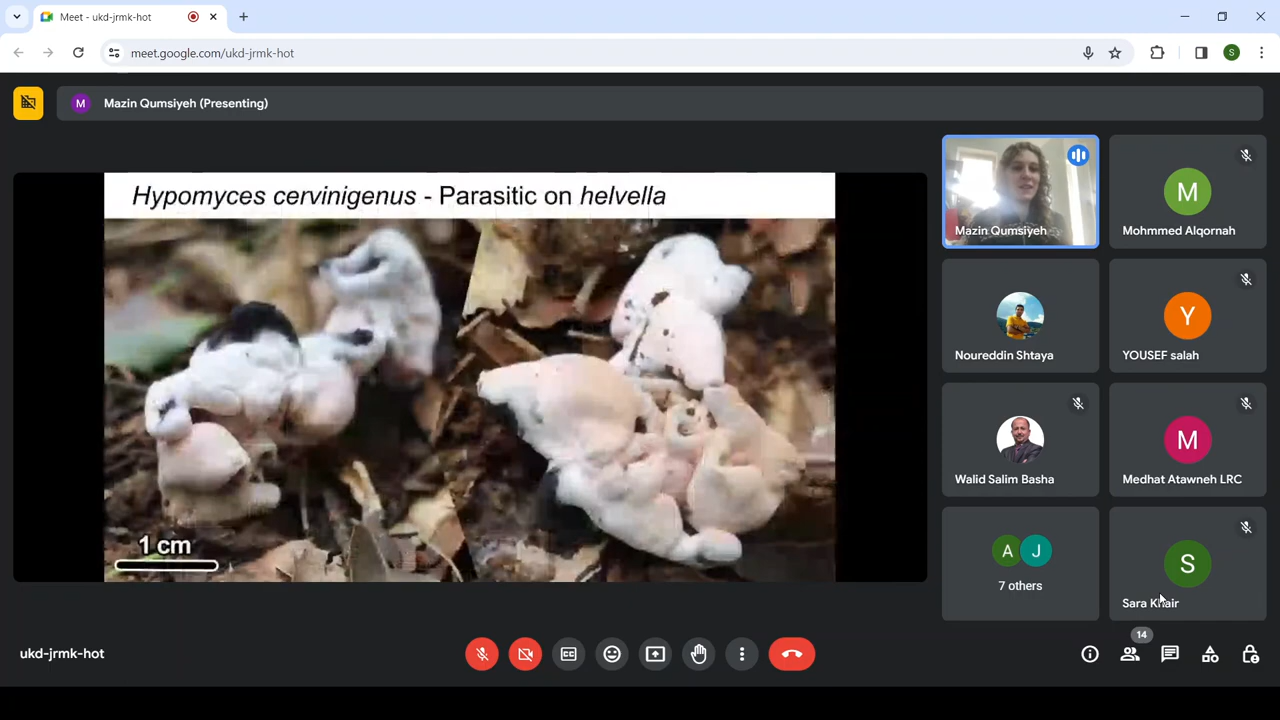 Meet - ukd-jrmk-hot
meet.google.com/ukd-jrmk-hot
S
M
Mazin Qumsiyeh (Presenting)
Hypomyces cervinigenus - Parasitic on helvella
1 cm
Mazin Qumsiyeh
M
Mohmmed Alqornah
Noureddin Shtaya
Y
YOUSEF salah
Walid Salim Basha
M
Medhat Atawneh LRC
A
J
7 others
S
Sara Khair
ukd-jrmk-hot
14